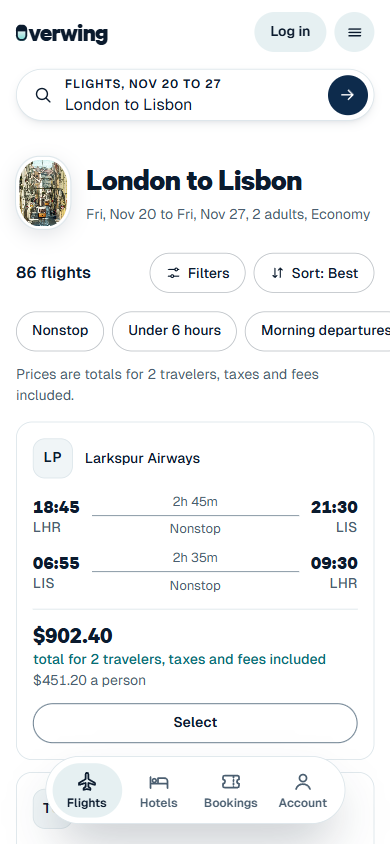 Overwing
Log in
FLIGHTS, NOV 20 TO 27
London to Lisbon
London to Lisbon
Fri, Nov 20 to Fri, Nov 27, 2 adults, Economy
86 flights
Filters
Sort: Best
Nonstop
Under 6 hours
Morning departures
Prices are totals for 2 travelers, taxes and fees
included.
LP
Larkspur Airways
18:45
2h 45m
21:30
LHR
Nonstop
LIS
06:55
2h 35m
09:30
LIS
Nonstop
LHR
$902.40
total for 2 travelers, taxes and fees included
$451.20 a person
Select
Flights
Hotels
Bookings
Account